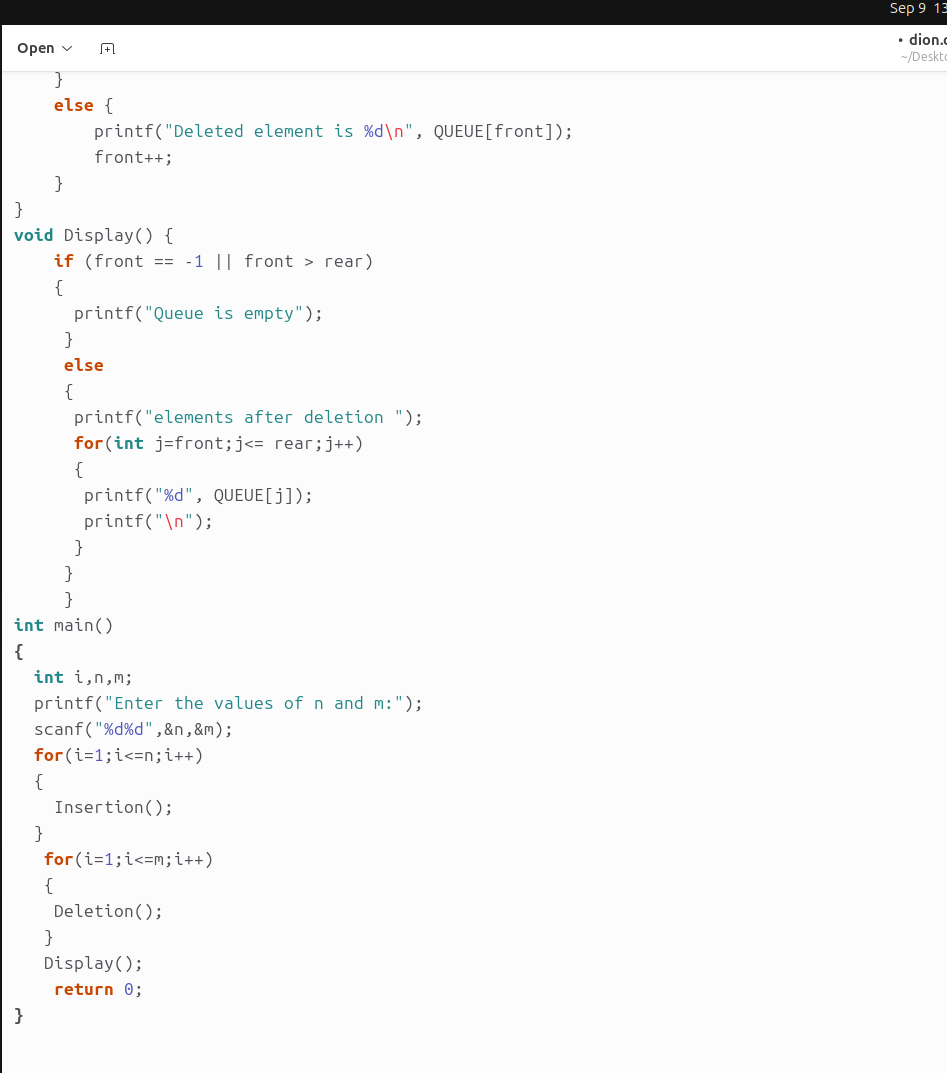 Sep 9 13
Open
• dion.c
~/Deskto
    }
    else {
        printf("Deleted element is %d\n", QUEUE[front]);
        front++;
    }
}
void Display() {
    if (front == -1 || front > rear)
    {
      printf("Queue is empty");
     }
     else
     {
      printf("elements after deletion ");
      for(int j=front;j<= rear;j++)
      {
       printf("%d", QUEUE[j]);
       printf("\n");
      }
     }
     }
int main()
{
  int i,n,m;
  printf("Enter the values of n and m:");
  scanf("%d%d",&n,&m);
  for(i=1;i<=n;i++)
  {
    Insertion();
  }
   for(i=1;i<=m;i++)
   {
    Deletion();
   }
   Display();
    return 0;
}